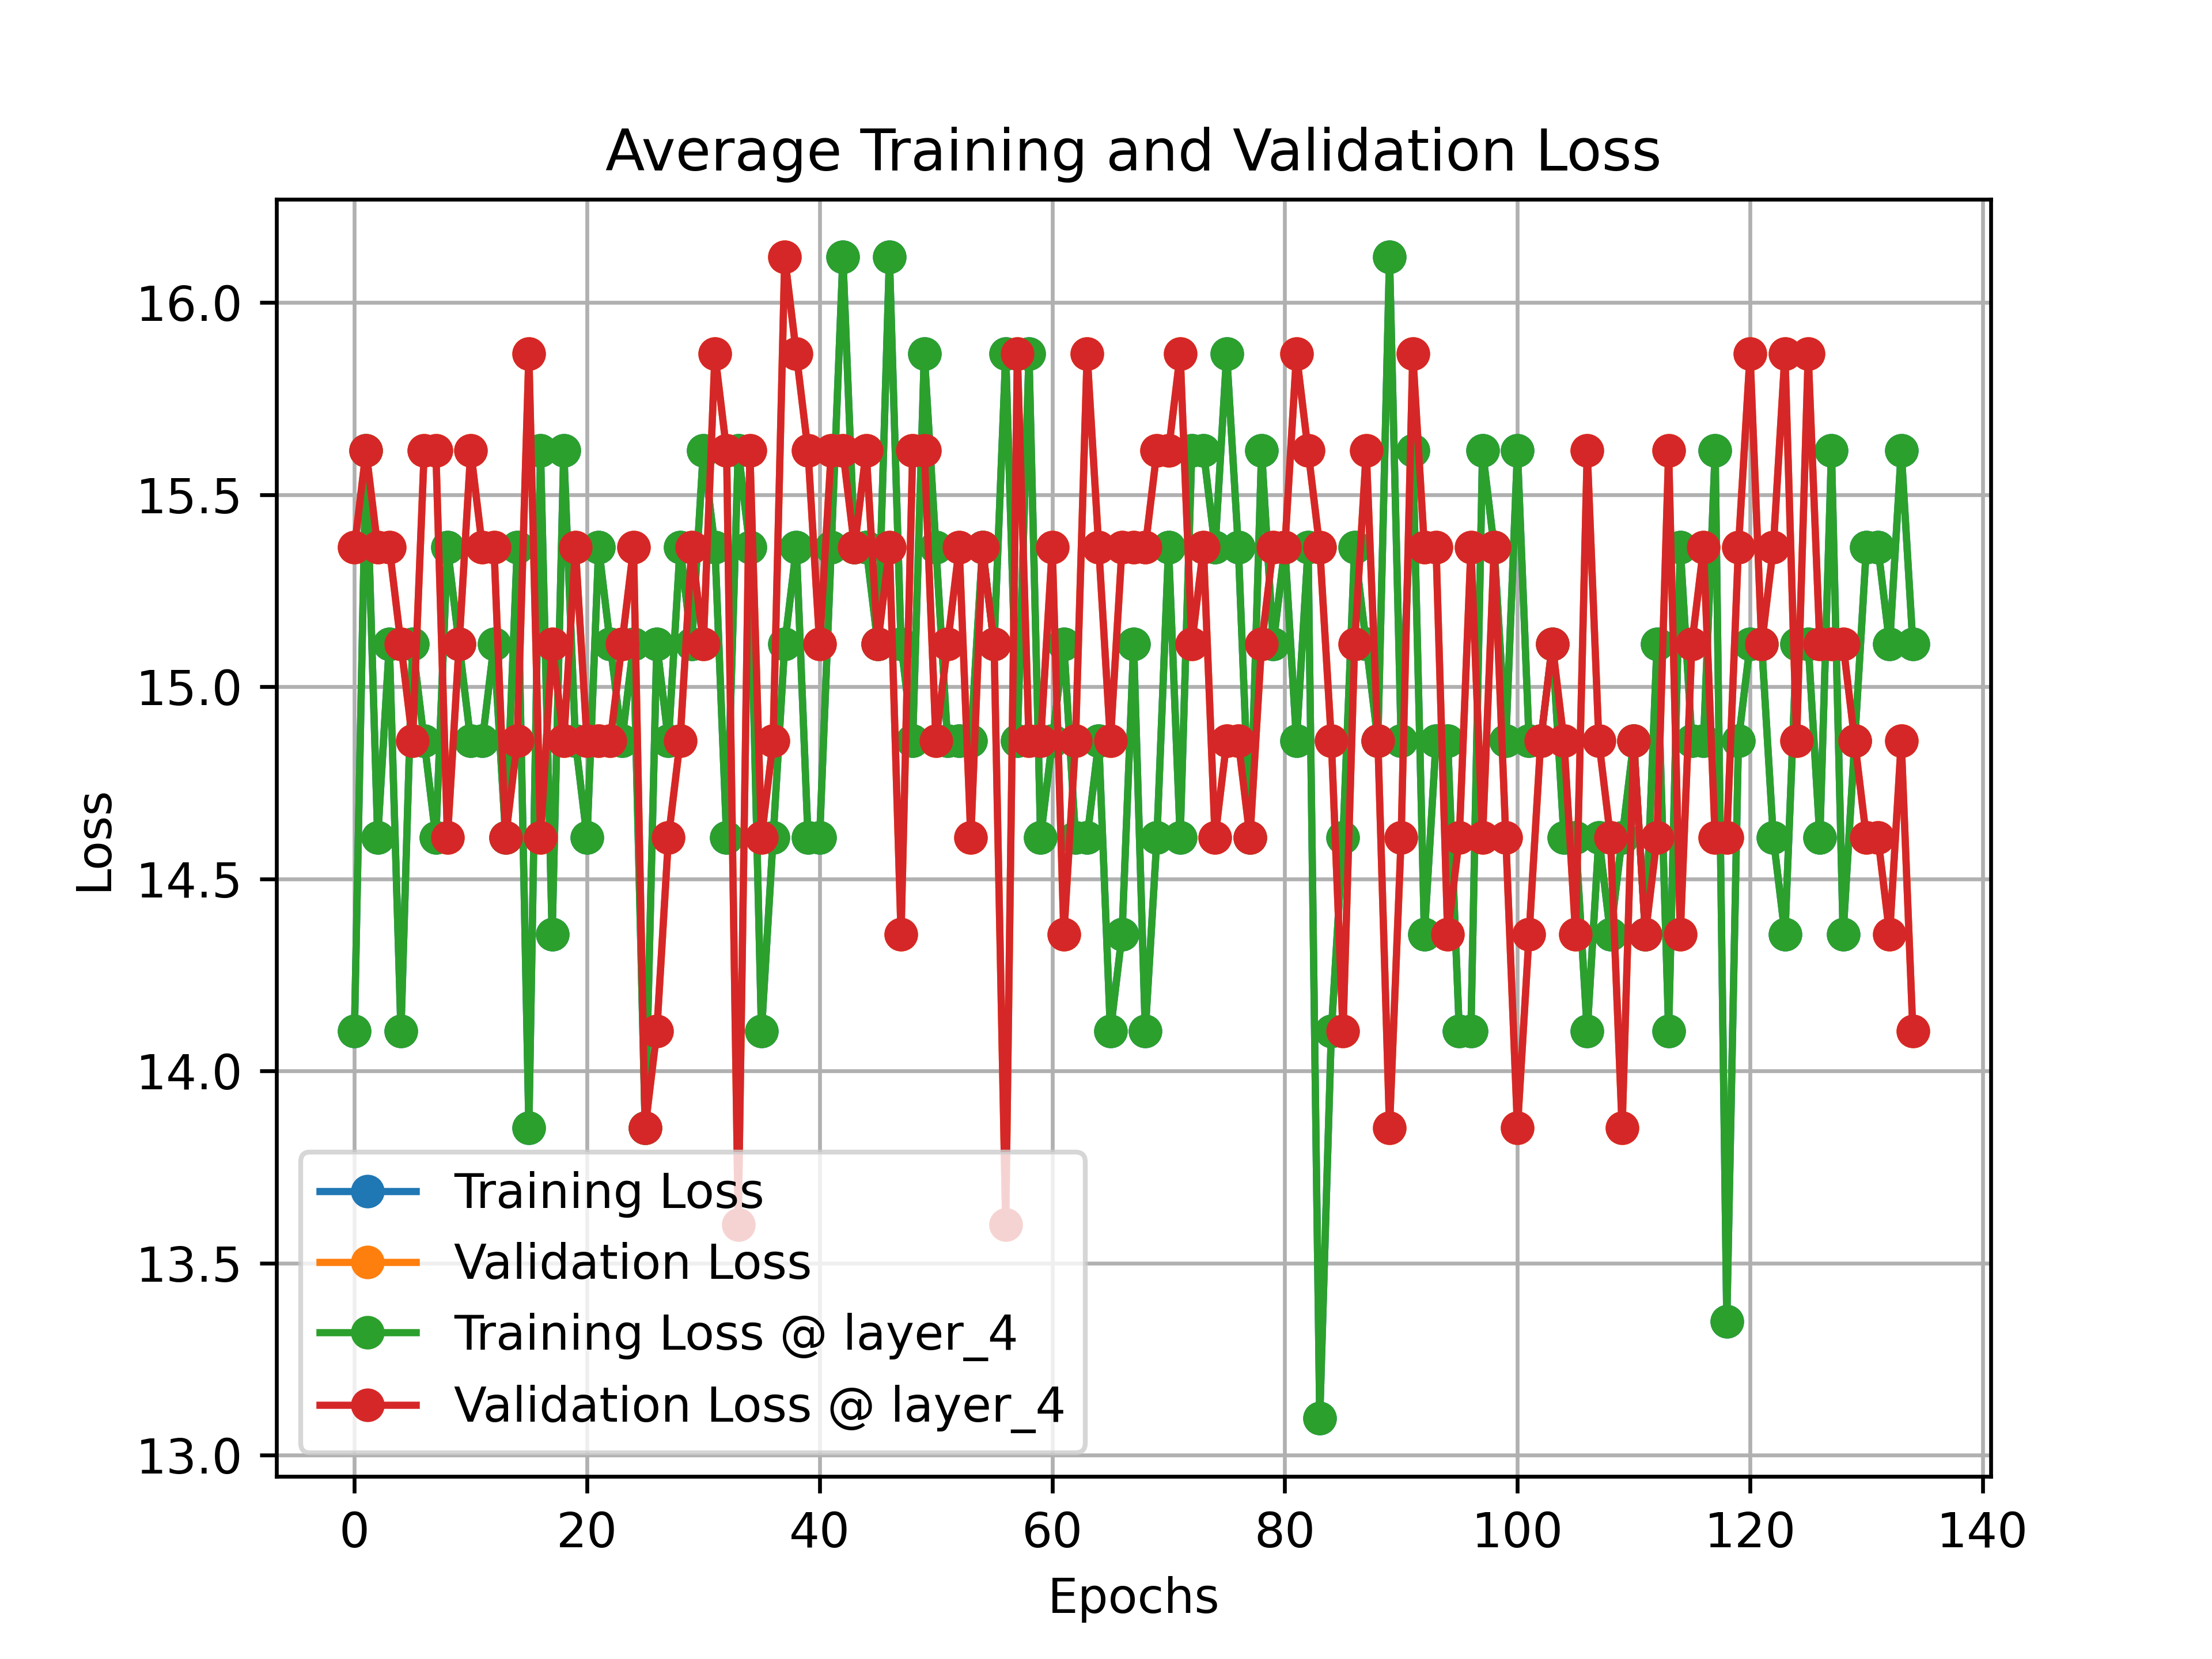 Average Training and Validation Loss
Loss
16.0
15.5
15.0
14.5
14.0
13.5
13.0
Training Loss
Validation Loss
Training Loss @ layer_4
Validation Loss @ layer_4
0 20 40 60 80 100 120 140
Epochs